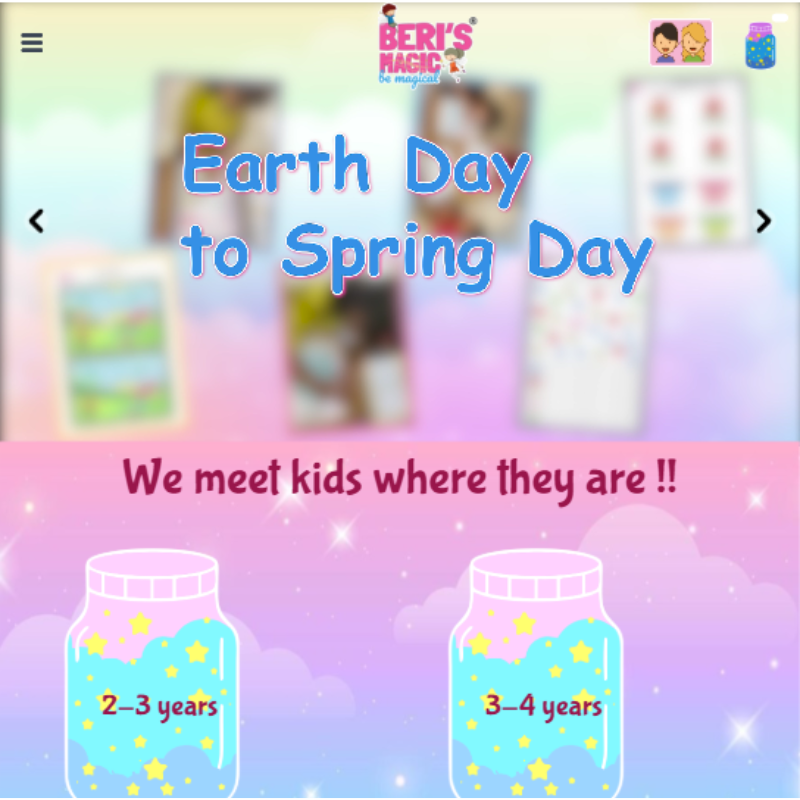 BERI'S®
MAGIC
be magical
Earth Day
to Spring Day
We meet kids where they are !!
2–3 years
3–4 years